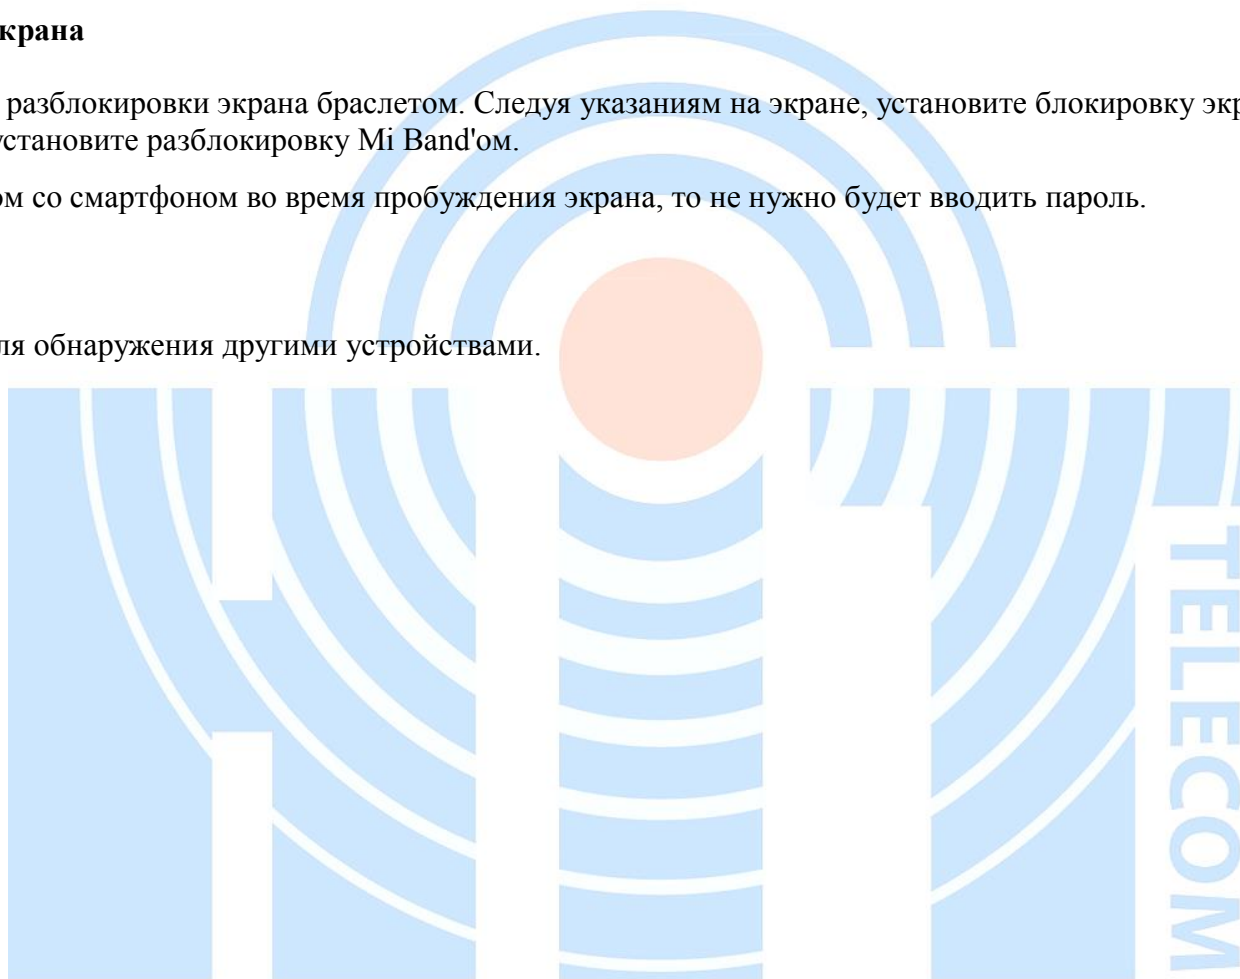 крана
разблокировки экрана браслетом. Следуя указаниям на экране, установите блокировку экр
установите разблокировку Mi Band'ом.
ом со смартфоном во время пробуждения экрана, то не нужно будет вводить пароль.
ля обнаружения другими устройствами.
TELECOM